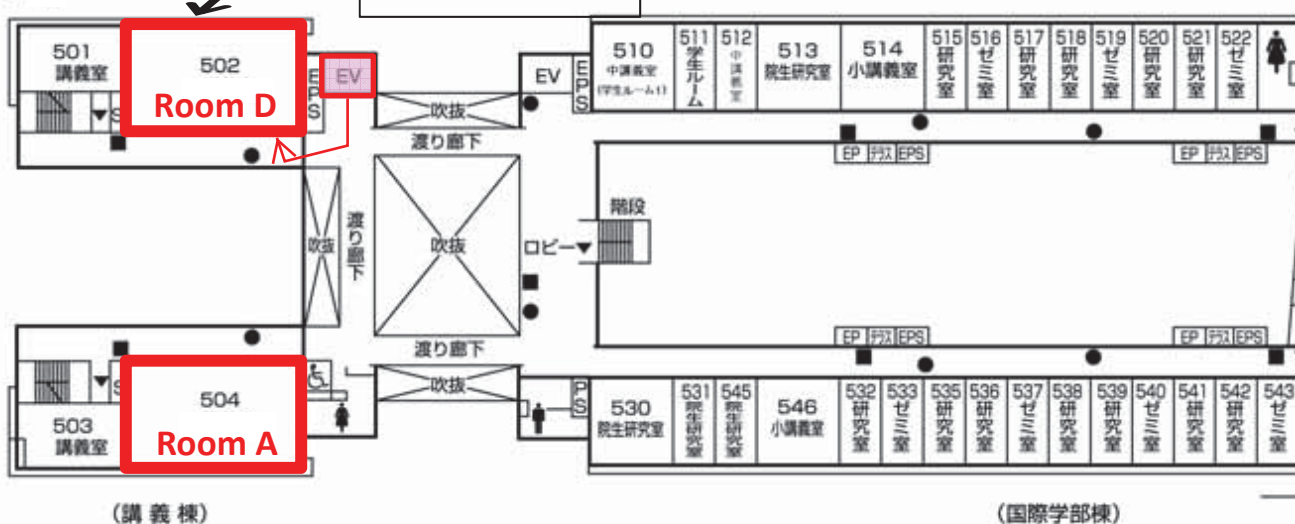 501
講義室
502
Room D
EPS
EV
吹抜
渡り廊下
EV
EPS
510
中講義室
(学生ルーム1)
511
学生ルーム
512
中講義室
513
院生研究室
514
小講義室
515
研究室
516
ゼミ室
517
研究室
518
研究室
519
ゼミ室
520
研究室
521
研究室
522
ゼミ室
EP テラス EPS
EP テラス EPS
吹抜
渡り廊下
吹抜
ロビー
階段
503
講義室
504
Room A
渡り廊下
吹抜
PS
530
院生研究室
531
院生研究室
545
院生研究室
546
小講義室
EP テラス EPS
EP テラス EPS
532
研究室
533
ゼミ室
535
研究室
536
研究室
537
ゼミ室
538
研究室
539
研究室
540
ゼミ室
541
研究室
542
研究室
543
ゼミ室
(講義棟)
(国際学部棟)